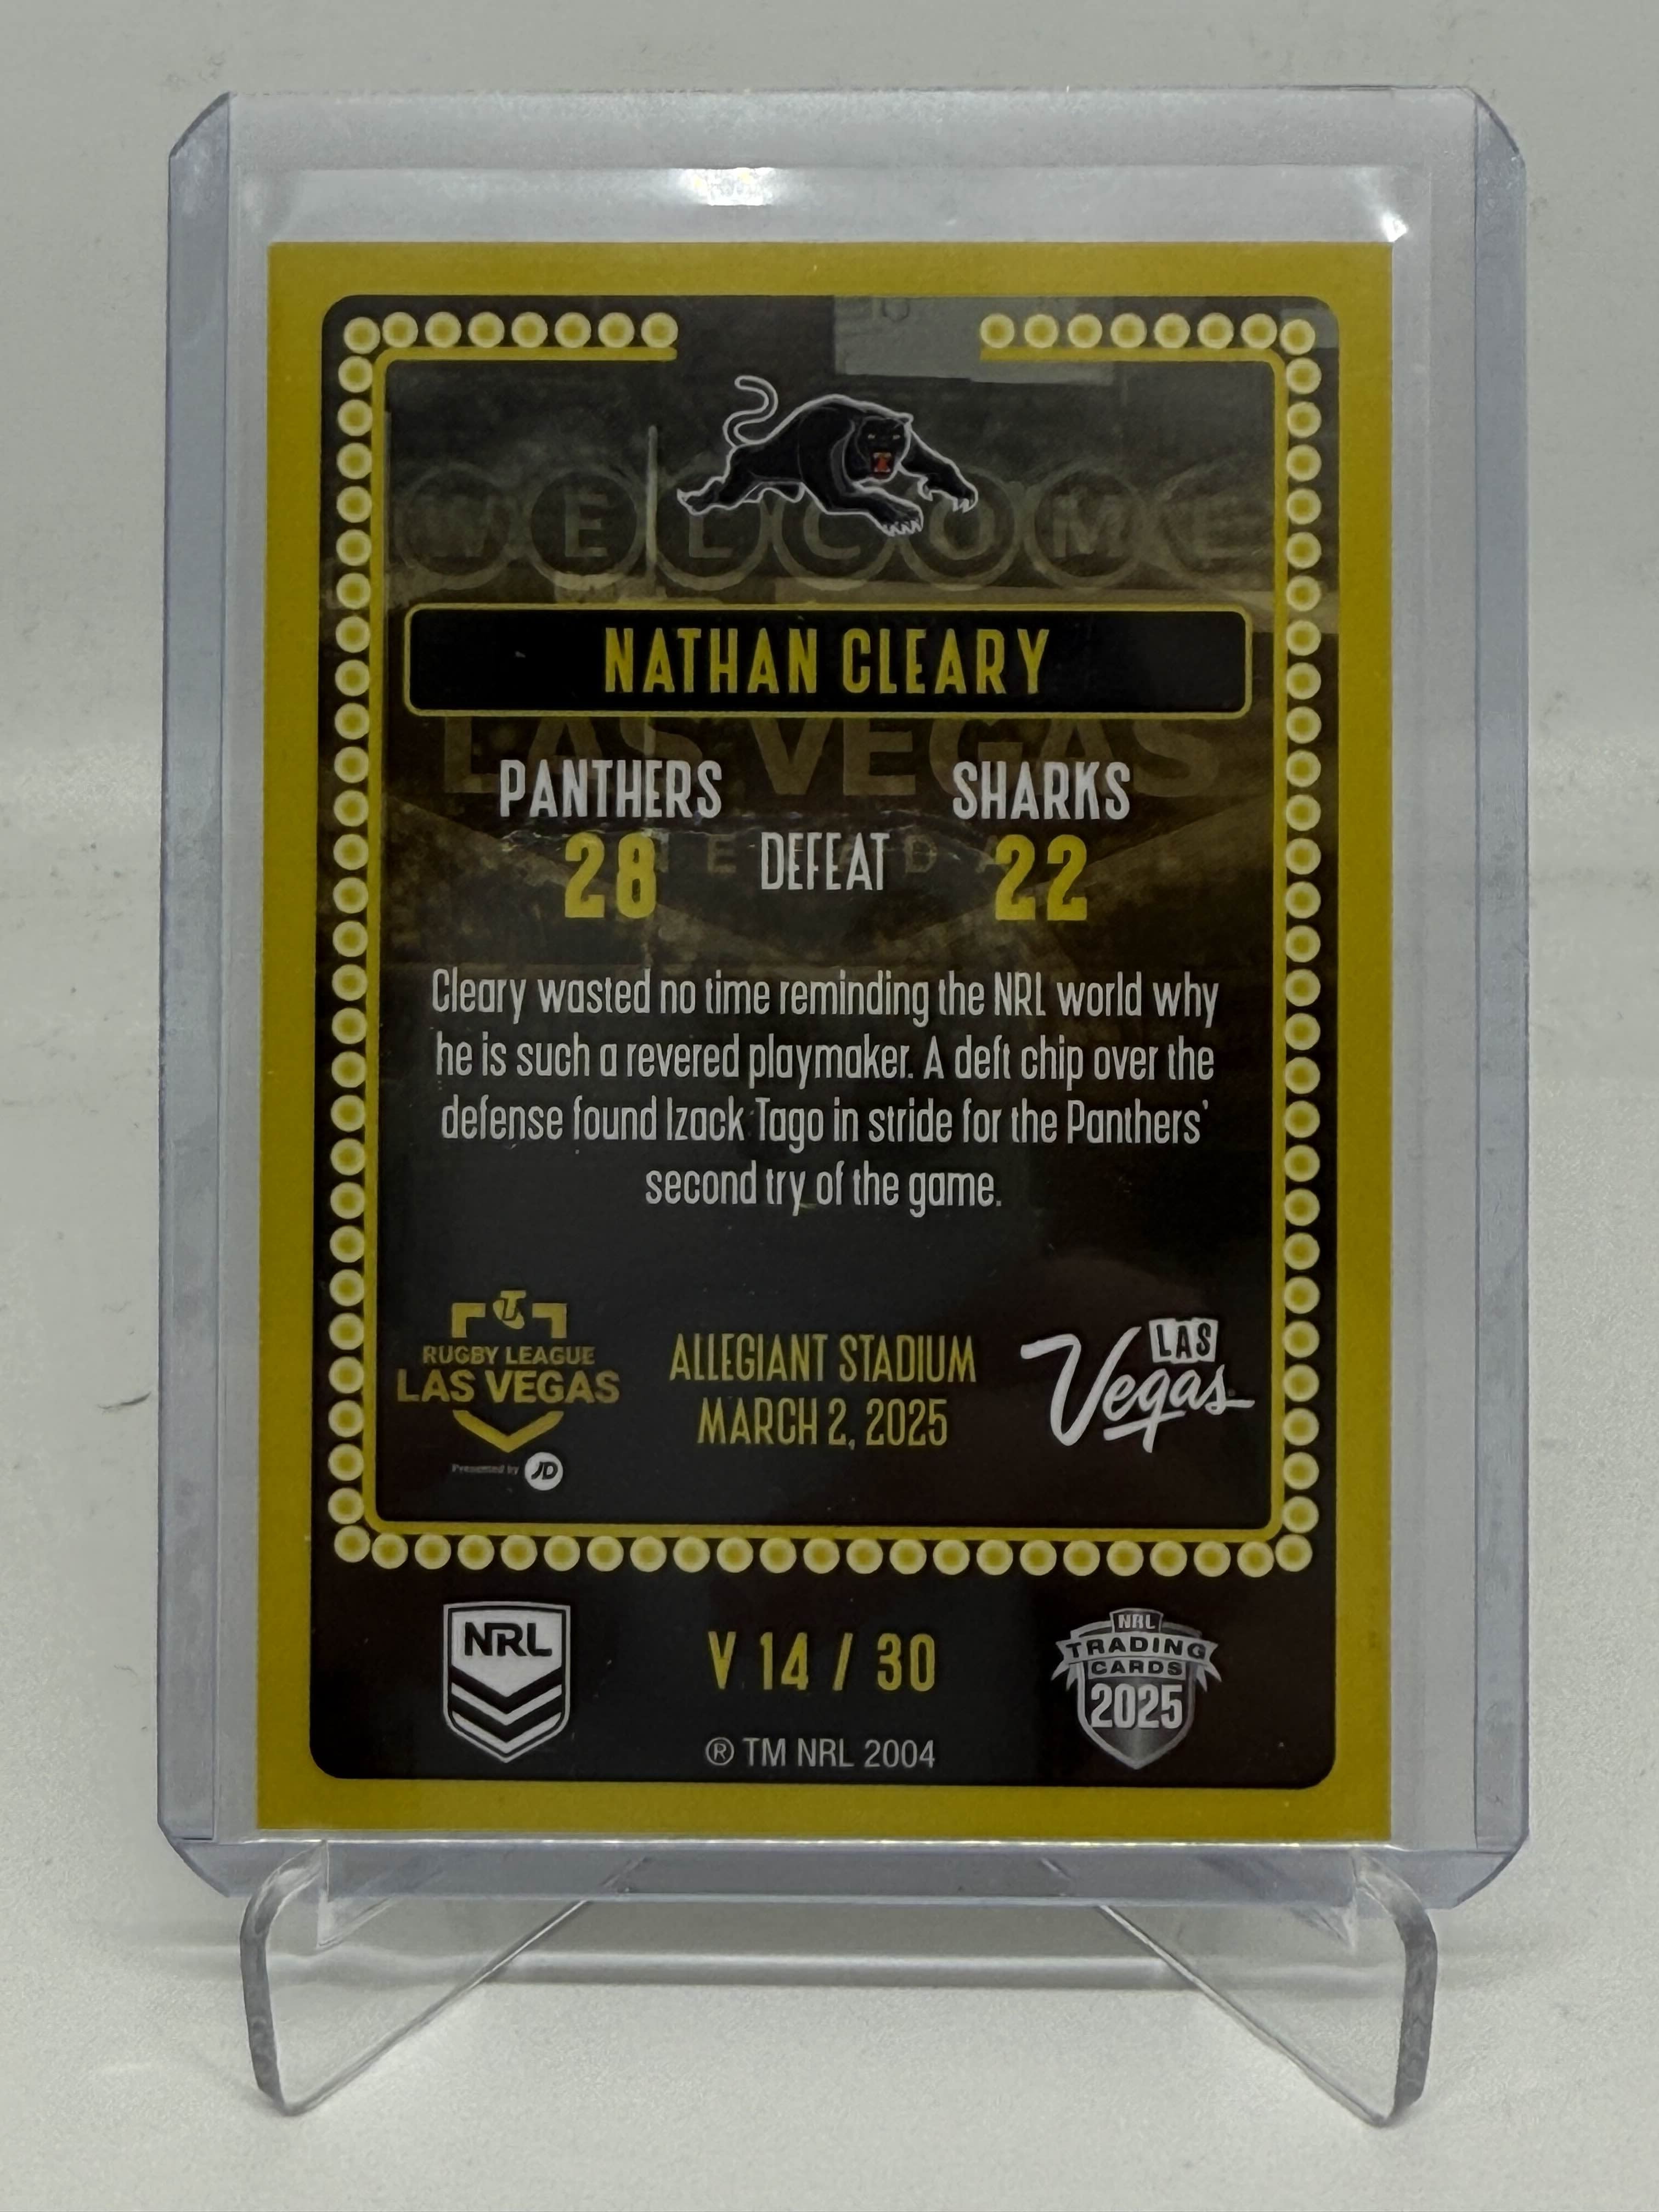 WELCOME
NATHAN CLEARY
LAS VEGAS
PANTHERS SHARKS
28 DEFEAT 22
Cleary wasted no time reminding the NRL world why
he is such a revered playmaker. A deft chip over the
defense found Izack Tago in stride for the Panthers'
second try of the game.
T
RUGBY LEAGUE
LAS VEGAS
Presented by JD
ALLEGIANT STADIUM
MARCH 2, 2025
LAS
Vegas
NRL
V 14 / 30
® TM NRL 2004
NRL
TRADING
CARDS
2025